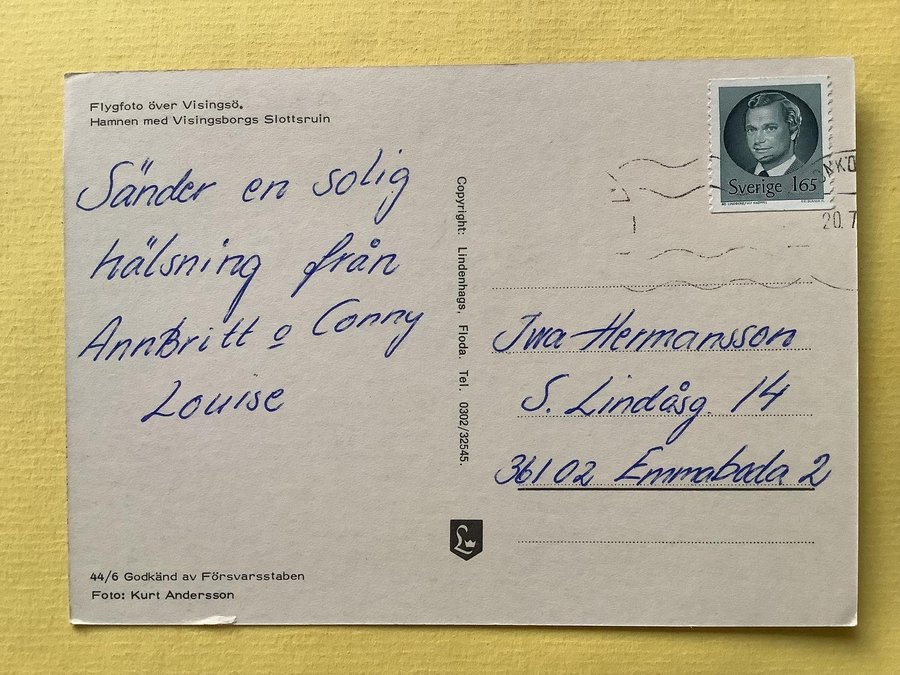 Flygfoto över Visingsö.
Hamnen med Visingsborgs Slottsruin
Sänder en solig
hälsning från
AnnBritt o Conny
Louise
44/6 Godkänd av Försvarsstaben
Foto: Kurt Andersson
Copyright: Lindenhags, Floda. Tel. 0302/32545.
L
Sverige 165
NKÖ
20.7
Iwa Hermansson
S. Lindåsg. 14
36102 Emmaboda 2